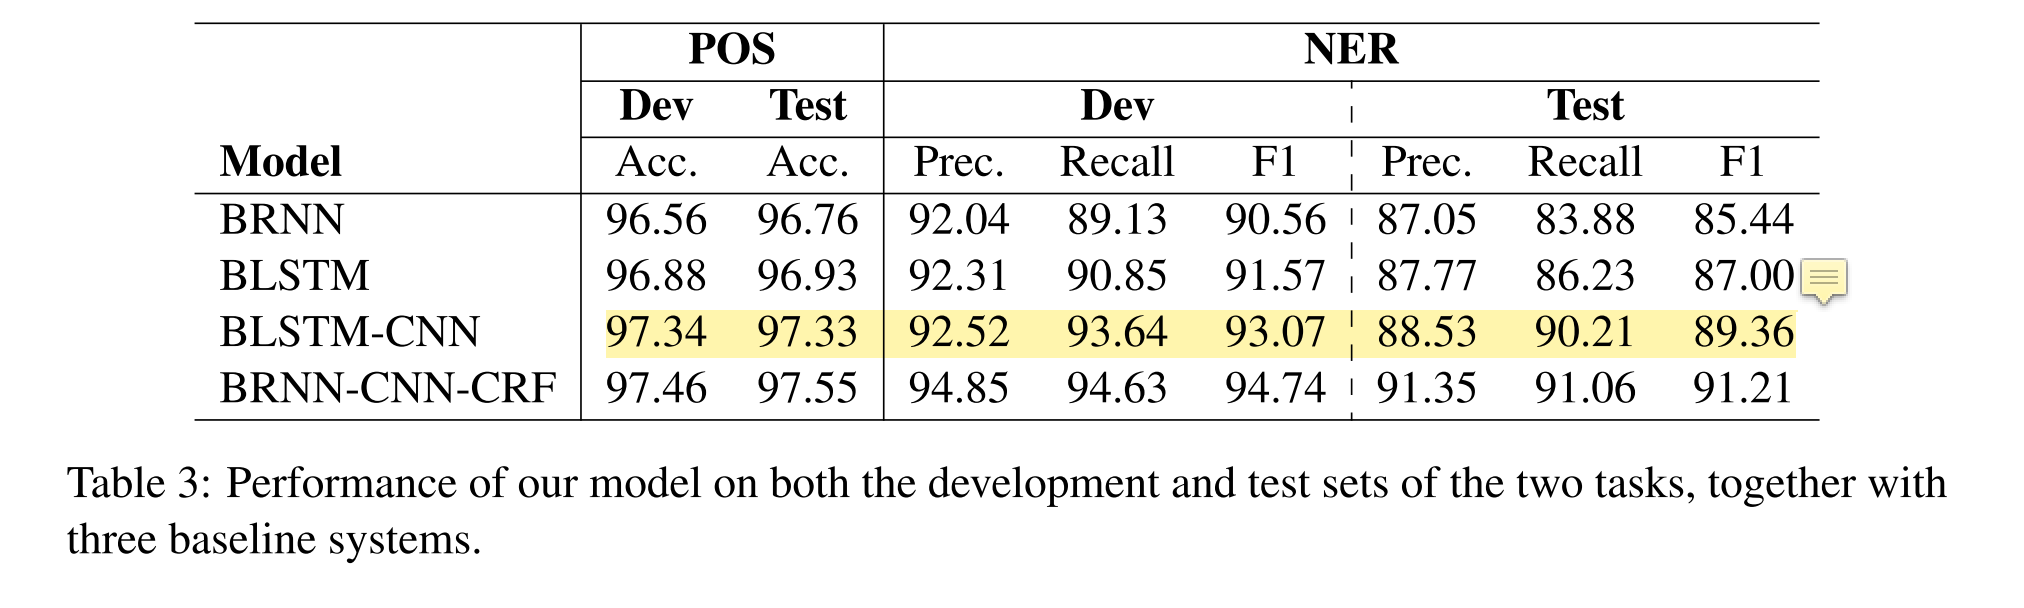 POS NER
Dev Test Dev Test
Model Acc. Acc. Prec. Recall F1 Prec. Recall F1
BRNN 96.56 96.76 92.04 89.13 90.56 87.05 83.88 85.44
BLSTM 96.88 96.93 92.31 90.85 91.57 87.77 86.23 87.00
BLSTM-CNN 97.34 97.33 92.52 93.64 93.07 88.53 90.21 89.36
BRNN-CNN-CRF 97.46 97.55 94.85 94.63 94.74 91.35 91.06 91.21
Table 3: Performance of our model on both the development and test sets of the two tasks, together with
three baseline systems.